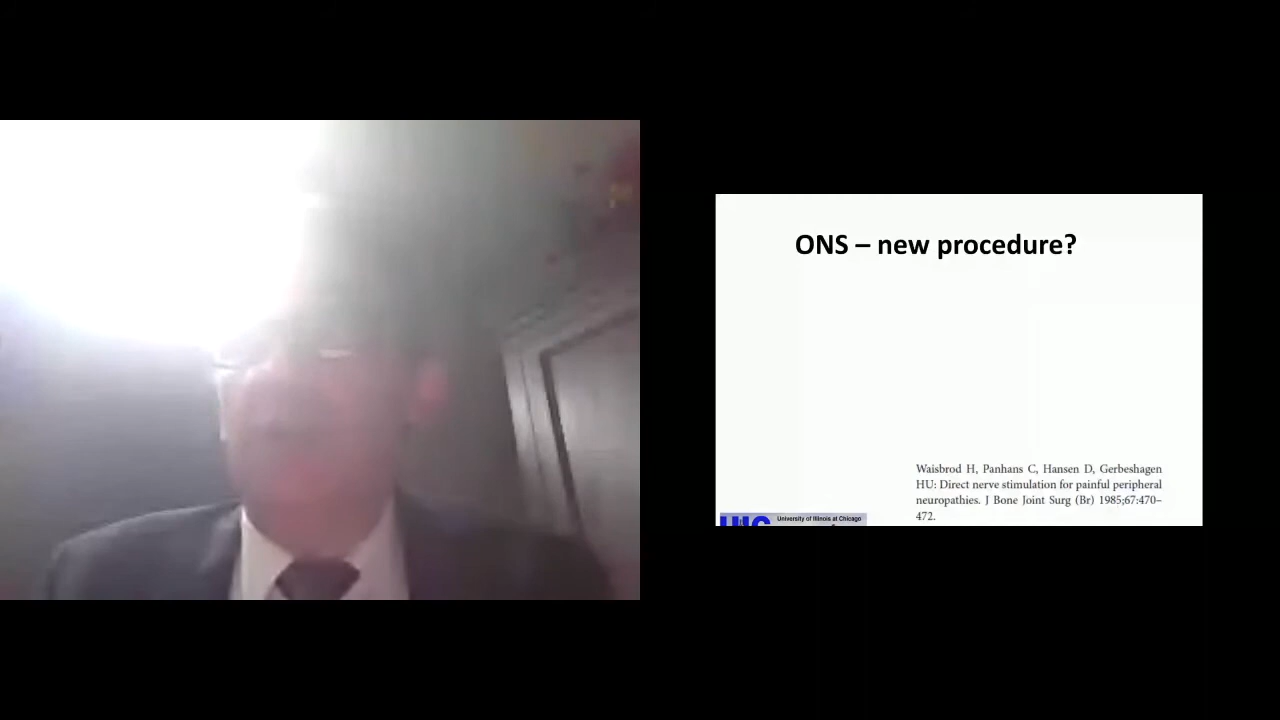 ONS – new procedure?
Waisbrod H, Panhans C, Hansen D, Gerbeshagen
HU: Direct nerve stimulation for painful peripheral
neuropathies. J Bone Joint Surg (Br) 1985;67:470–
472.
UIC University of Illinois at Chicago